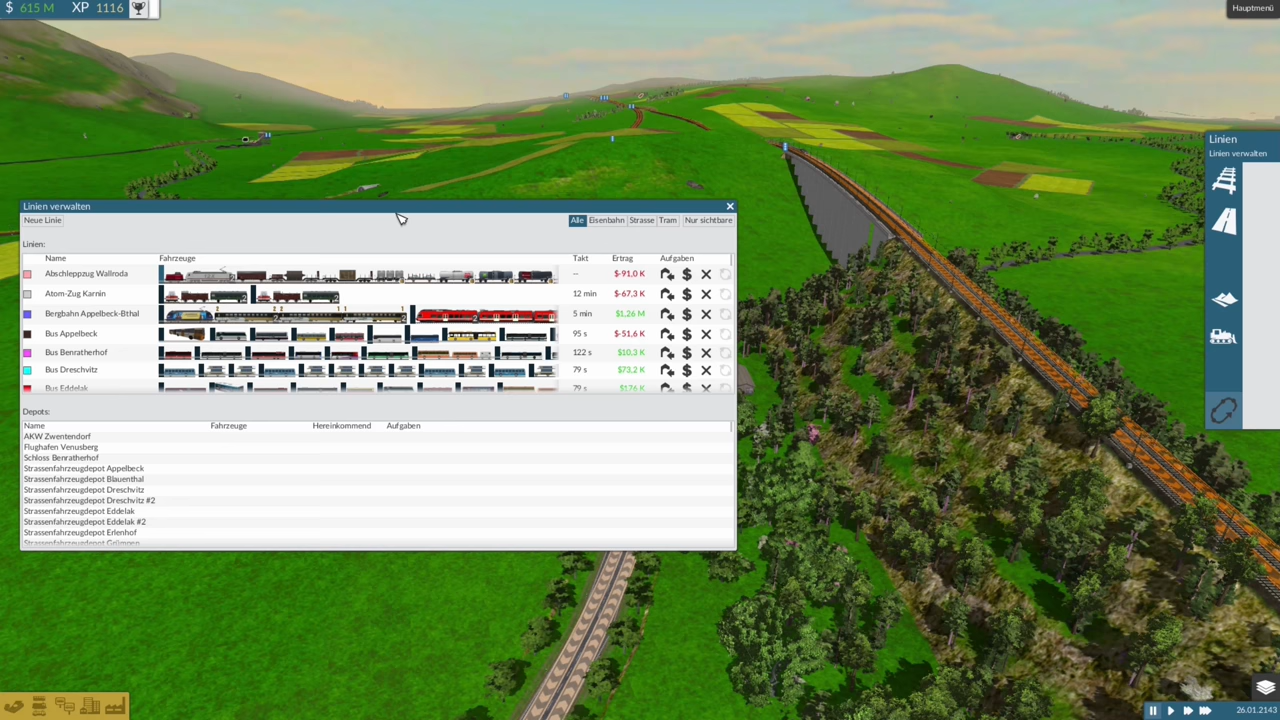 $ 615 M XP 1116
Hauptmenü
Linien
Linien verwalten
Linien verwalten
Neue Linie Alle Eisenbahn Strasse Tram Nur sichtbare
Linien:
Name Fahrzeuge Takt Ertrag Aufgaben
Abschleppzug Wallroda -- $-91,0 K
Atom-Zug Karnin 12 min $-67,3 K
Bergbahn Appelbeck-Bthal 5 min $1,26 M
Bus Appelbeck 95 s $-51,6 K
Bus Benratherhof 122 s $10,3 K
Bus Dreschvitz 79 s $73,2 K
Bus Eddelak 79 s $176 K
Depots:
Name Fahrzeuge Hereinkommend Aufgaben
AKW Zwentendorf
Flughafen Venusberg
Schloss Benratherhof
Strassenfahrzeugdepot Appelbeck
Strassenfahrzeugdepot Blauenthal
Strassenfahrzeugdepot Dreschvitz
Strassenfahrzeugdepot Dreschvitz #2
Strassenfahrzeugdepot Eddelak
Strassenfahrzeugdepot Eddelak #2
Strassenfahrzeugdepot Erlenhof
Strassenfahrzeugdepot Grümgen
26.01.2143